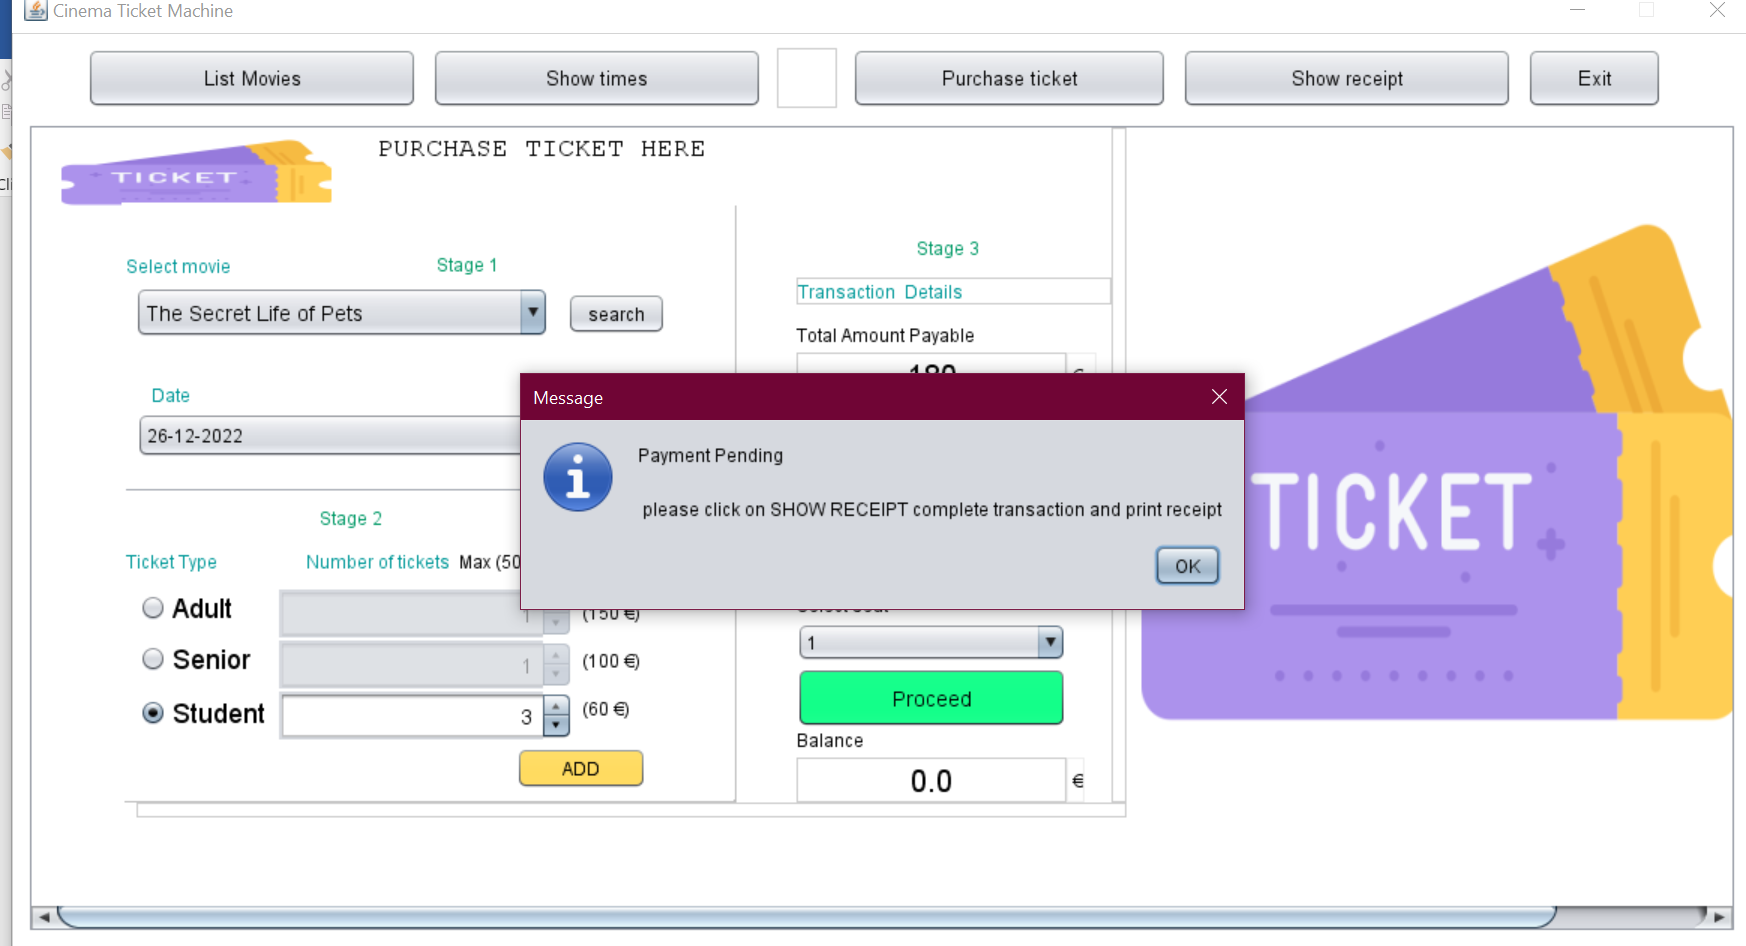 Cinema Ticket Machine
List Movies
Show times
Purchase ticket
Show receipt
Exit
TICKET
PURCHASE TICKET HERE
Select movie
Stage 1
The Secret Life of Pets
search
Date
26-12-2022
Stage 2
Ticket Type
Number of tickets Max (50
Adult
1
(150 €)
Senior
1
(100 €)
Student
3
(60 €)
ADD
Stage 3
Transaction Details
Total Amount Payable
180
Message
Payment Pending
please click on SHOW RECEIPT complete transaction and print receipt
OK
1
Proceed
Balance
0.0
€
TICKET